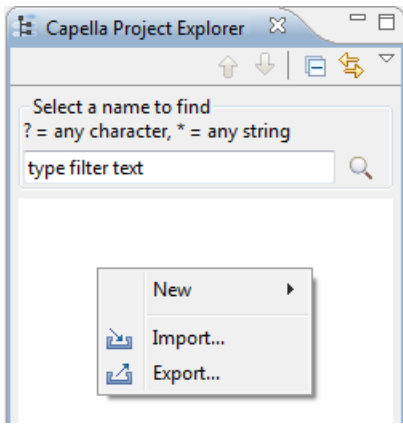 Capella Project Explorer
Select a name to find
? = any character, * = any string
type filter text
New
Import...
Export...